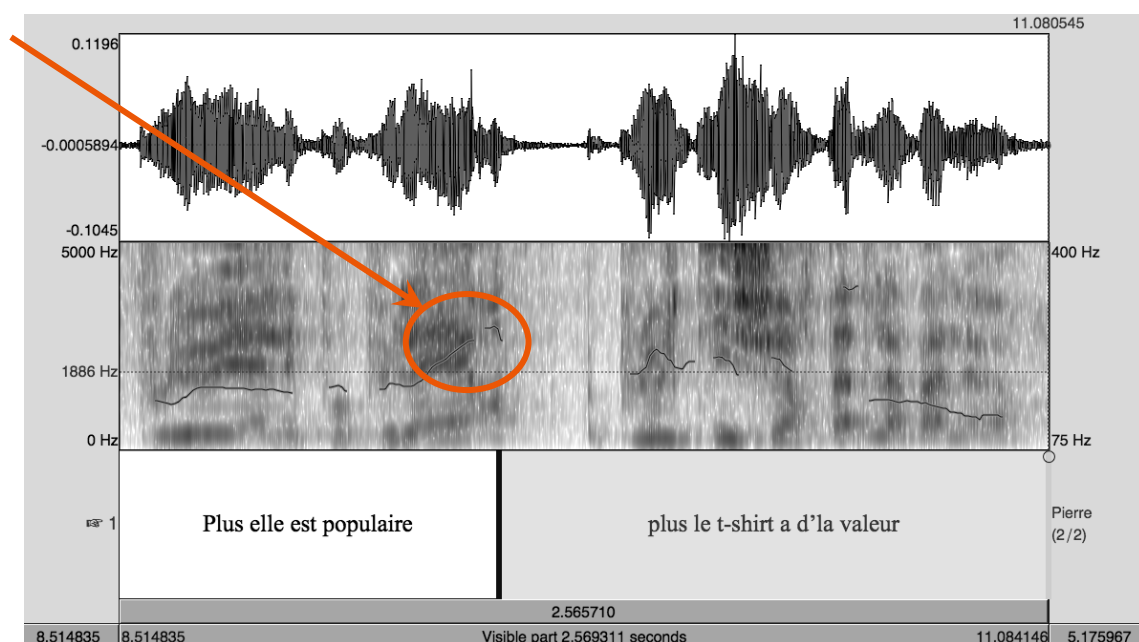 11.080545
0.1196
-0.0005894
-0.1045
5000 Hz 400 Hz
1886 Hz
0 Hz 75 Hz
☞ 1 Plus elle est populaire plus le t-shirt a d'la valeur Pierre
(2/2)
2.565710
8.514835 8.514835 Visible part 2.569311 seconds 11.084146 5.175967